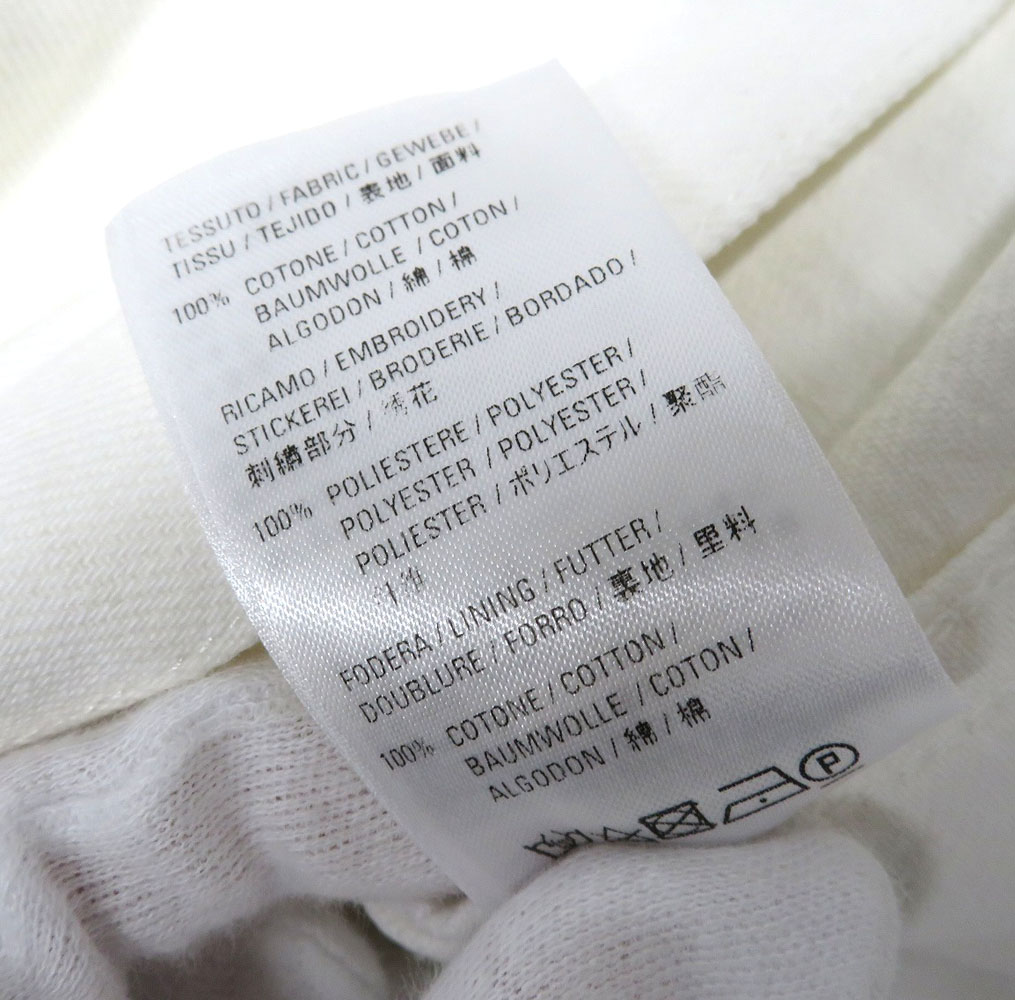 TESSUTO / FABRIC / GEWEBE /
TISSU / TEJIDO / 表地 / 面料
100% COTONE / COTTON /
BAUMWOLLE / COTON /
ALGODON / 綿 / 棉
RICAMO / EMBROIDERY /
STICKEREI / BRODERIE / BORDADO /
刺繍部分 / 绣花
100% POLIESTERE / POLYESTER /
POLYESTER / POLYESTER /
POLIESTER / ポリエステル / 聚酯
FODERA / LINING / FUTTER /
DOUBLURE / FORRO / 裏地 / 里料
100% COTONE / COTTON /
BAUMWOLLE / COTON /
ALGODON / 綿 / 棉
P